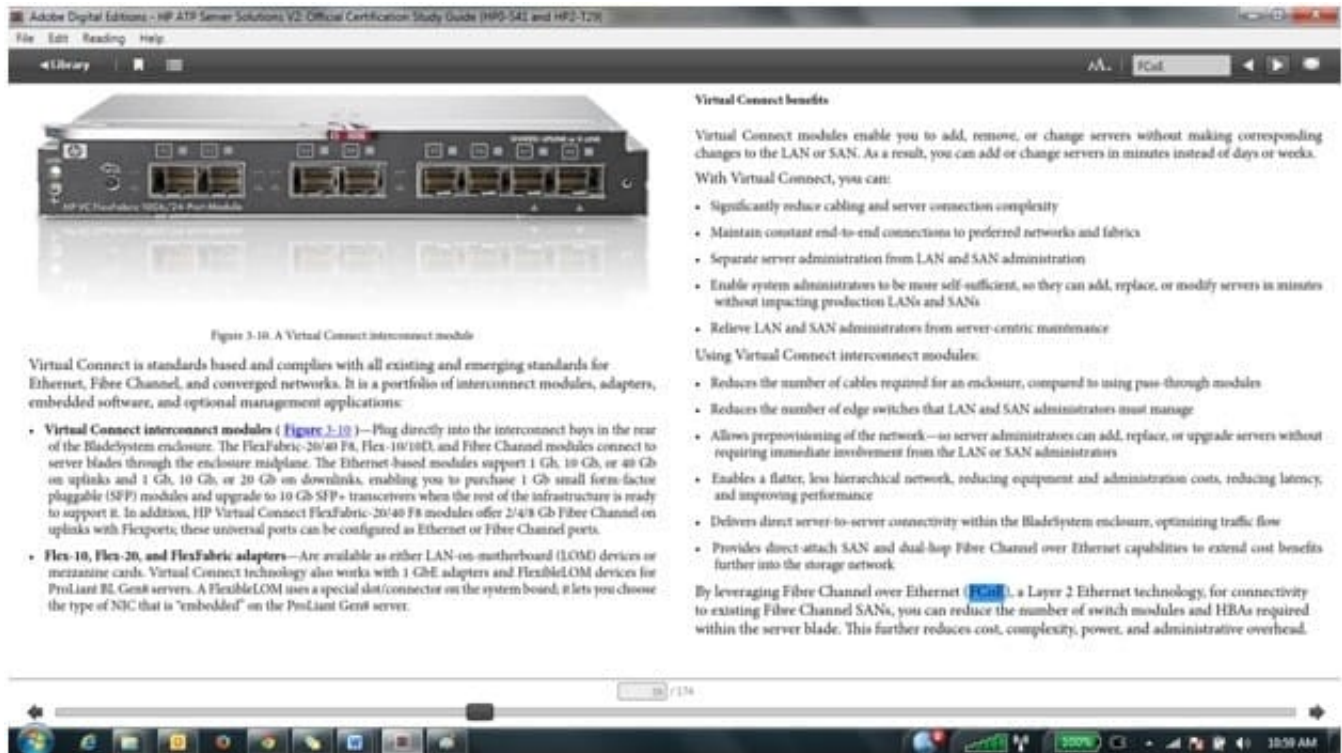 Adobe Digital Editions - HP ATP Server Solutions V2: Official Certification Study Guide (HP0-S41 and HP2-T29)
File Edit Reading Help
Library
FCoE
HP VC FlexFabric 10Gb/24-Port Module
Figure 3-10. A Virtual Connect interconnect module
Virtual Connect is standards based and complies with all existing and emerging standards for
Ethernet, Fibre Channel, and converged networks. It is a portfolio of interconnect modules, adapters,
embedded software, and optional management applications:
• Virtual Connect interconnect modules ( Figure 3-10 )—Plug directly into the interconnect bays in the rear
of the BladeSystem enclosure. The FlexFabric-20/40 F8, Flex-10/10D, and Fibre Channel modules connect to
server blades through the enclosure midplane. The Ethernet-based modules support 1 Gb, 10 Gb, or 40 Gb
on uplinks and 1 Gb, 10 Gb, or 20 Gb on downlinks, enabling you to purchase 1 Gb small form-factor
pluggable (SFP) modules and upgrade to 10 Gb SFP+ transceivers when the rest of the infrastructure is ready
to support it. In addition, HP Virtual Connect FlexFabric-20/40 F8 modules offer 2/4/8 Gb Fibre Channel on
uplinks with Flexports; these universal ports can be configured as Ethernet or Fibre Channel ports.
• Flex-10, Flex-20, and FlexFabric adapters—Are available as either LAN-on-motherboard (LOM) devices or
mezzanine cards. Virtual Connect technology also works with 1 GbE adapters and FlexibleLOM devices for
ProLiant BL Gen8 servers. A FlexibleLOM uses a special slot/connector on the system board; it lets you choose
the type of NIC that is "embedded" on the ProLiant Gen8 server.
Virtual Connect benefits
Virtual Connect modules enable you to add, remove, or change servers without making corresponding
changes to the LAN or SAN. As a result, you can add or change servers in minutes instead of days or weeks.
With Virtual Connect, you can:
• Significantly reduce cabling and server connection complexity
• Maintain constant end-to-end connections to preferred networks and fabrics
• Separate server administration from LAN and SAN administration
• Enable system administrators to be more self-sufficient, so they can add, replace, or modify servers in minutes
without impacting production LANs and SANs
• Relieve LAN and SAN administrators from server-centric maintenance
Using Virtual Connect interconnect modules:
• Reduces the number of cables required for an enclosure, compared to using pass-through modules
• Reduces the number of edge switches that LAN and SAN administrators must manage
• Allows preprovisioning of the network—so server administrators can add, replace, or upgrade servers without
requiring immediate involvement from the LAN or SAN administrators
• Enables a flatter, less hierarchical network, reducing equipment and administration costs, reducing latency,
and improving performance
• Delivers direct server-to-server connectivity within the BladeSystem enclosure, optimizing traffic flow
• Provides direct-attach SAN and dual-hop Fibre Channel over Ethernet capabilities to extend cost benefits
further into the storage network
By leveraging Fibre Channel over Ethernet (FCoE), a Layer 2 Ethernet technology, for connectivity
to existing Fibre Channel SANs, you can reduce the number of switch modules and HBAs required
within the server blade. This further reduces cost, complexity, power, and administrative overhead.
/ 174
100%
10:59 AM